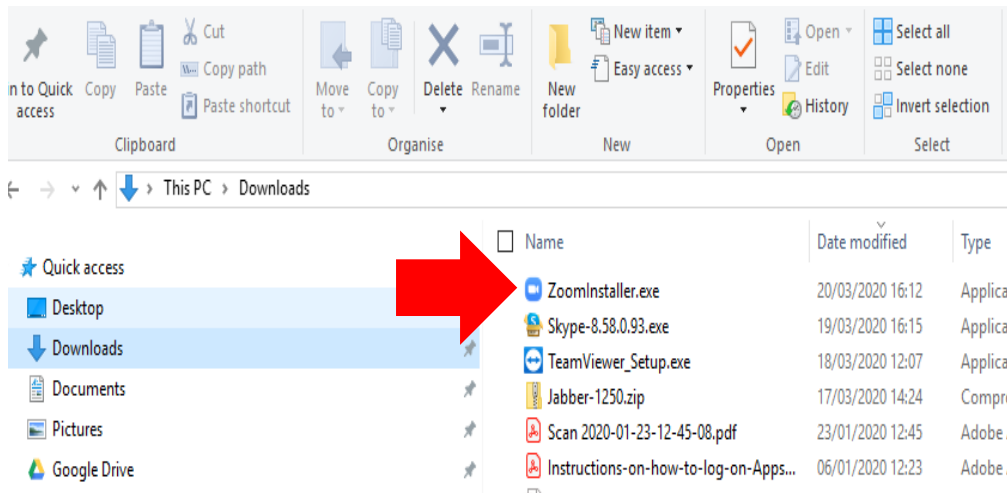 Cut
New item
Open
Select all
Copy path
Easy access
Edit
Select none
n to Quick access
Copy
Paste
Paste shortcut
Move to
Copy to
Delete
Rename
New folder
Properties
History
Invert selection
Clipboard
Organise
New
Open
Select
This PC > Downloads
Name Date modified Type
Quick access
Desktop
Downloads
Documents
Pictures
Google Drive
ZoomInstaller.exe 20/03/2020 16:12 Applica
Skype-8.58.0.93.exe 19/03/2020 16:15 Applica
TeamViewer_Setup.exe 18/03/2020 12:07 Applica
Jabber-1250.zip 17/03/2020 14:24 Compre
Scan 2020-01-23-12-45-08.pdf 23/01/2020 12:45 Adobe
Instructions-on-how-to-log-on-Apps... 06/01/2020 12:23 Adobe